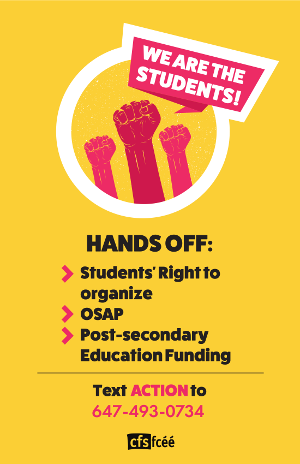 WE ARE THE
STUDENTS!
HANDS OFF:
Students' Right to
organize
OSAP
Post-secondary
Education Funding
Text ACTION to
647-493-0734
cfs fcéé